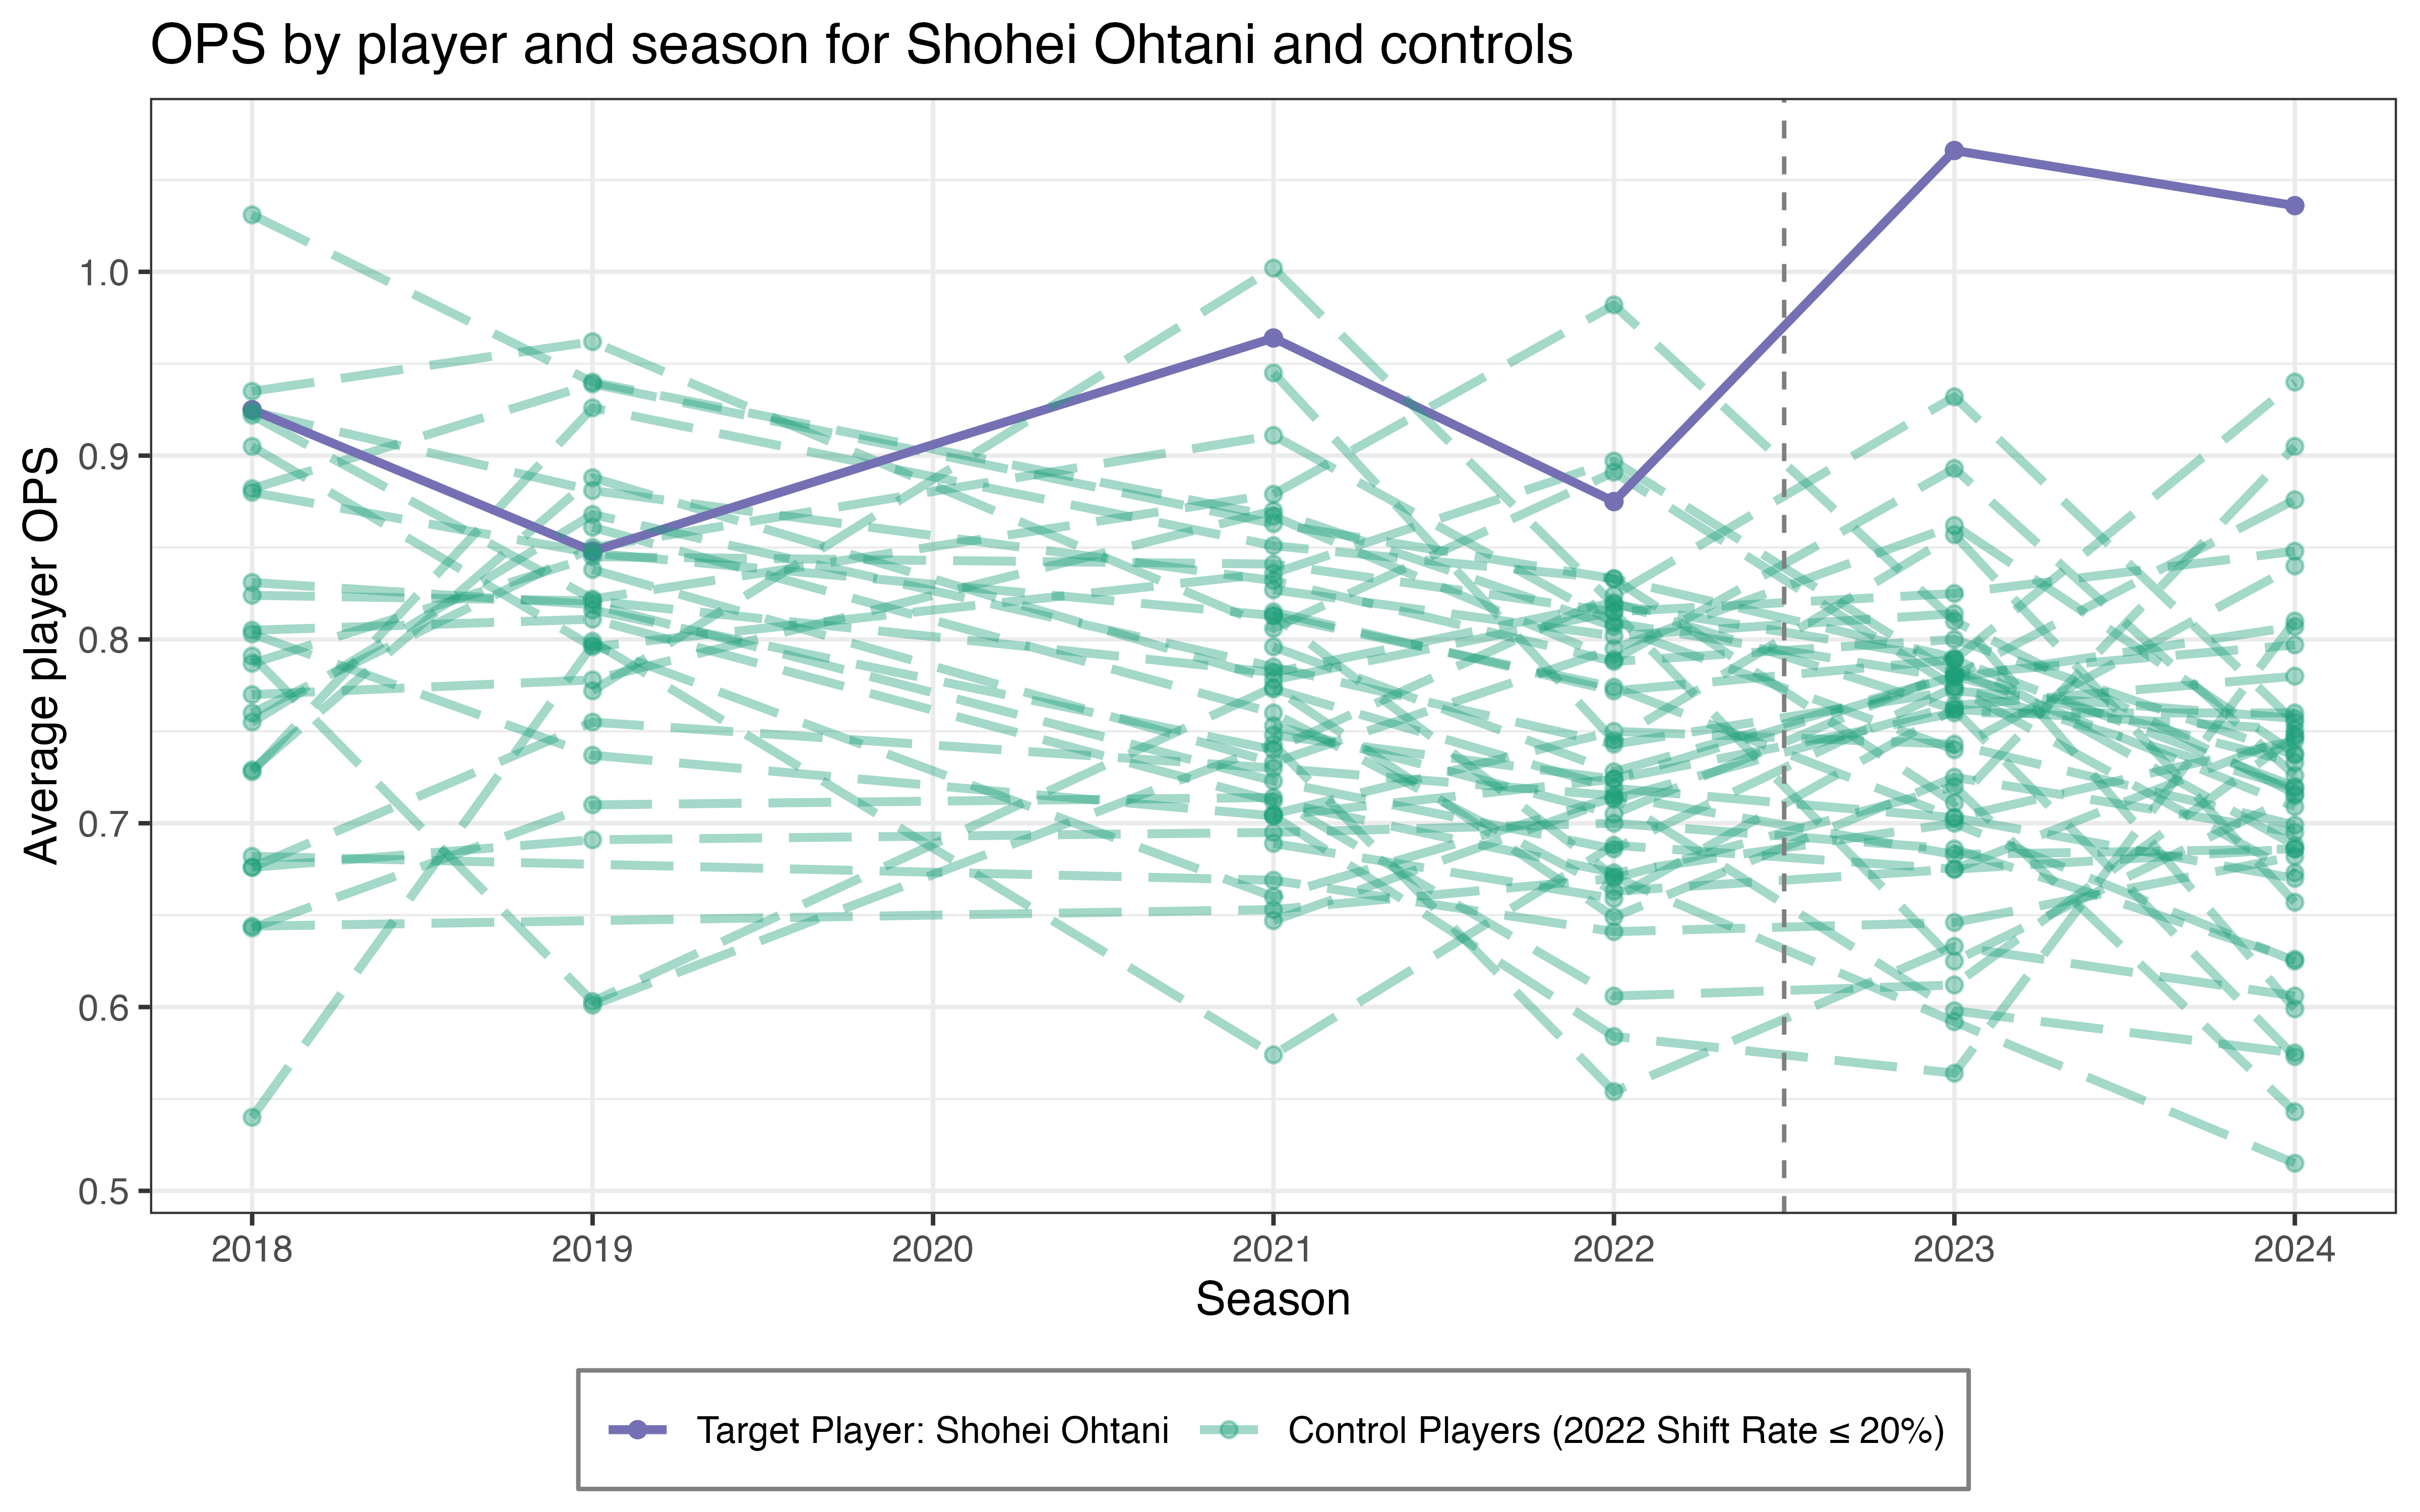 OPS by player and season for Shohei Ohtani and controls
Average player OPS
1.0
0.9
0.8
0.7
0.6
0.5
2018 2019 2020 2021 2022 2023 2024
Season
Target Player: Shohei Ohtani Control Players (2022 Shift Rate ≤ 20%)